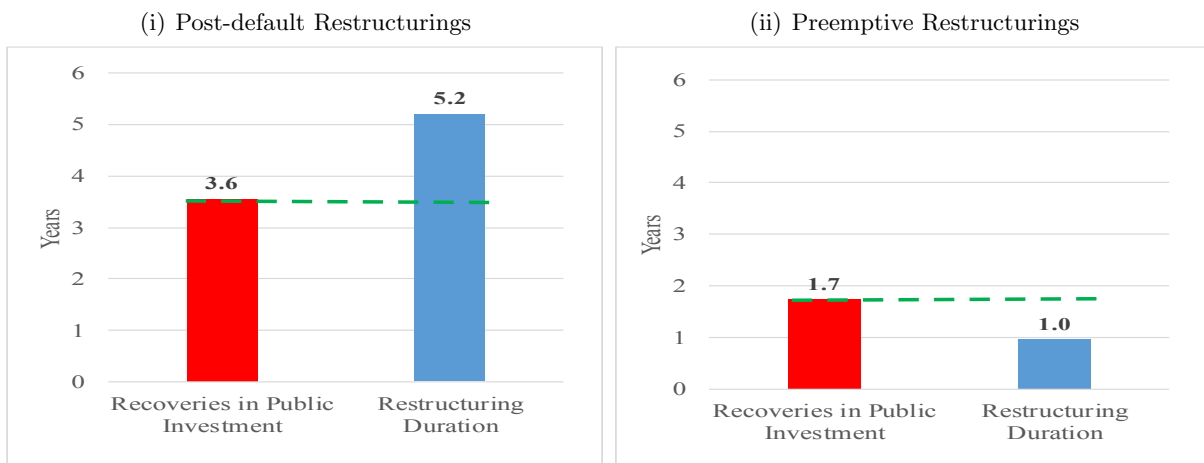 (i) Post-default Restructurings
6
5
4
3
2
1
0
Years
3.6
5.2
Recoveries in Public
Investment
Restructuring
Duration
(ii) Preemptive Restructurings
6
5
4
3
2
1
0
Years
1.7
1.0
Recoveries in Public
Investment
Restructuring
Duration